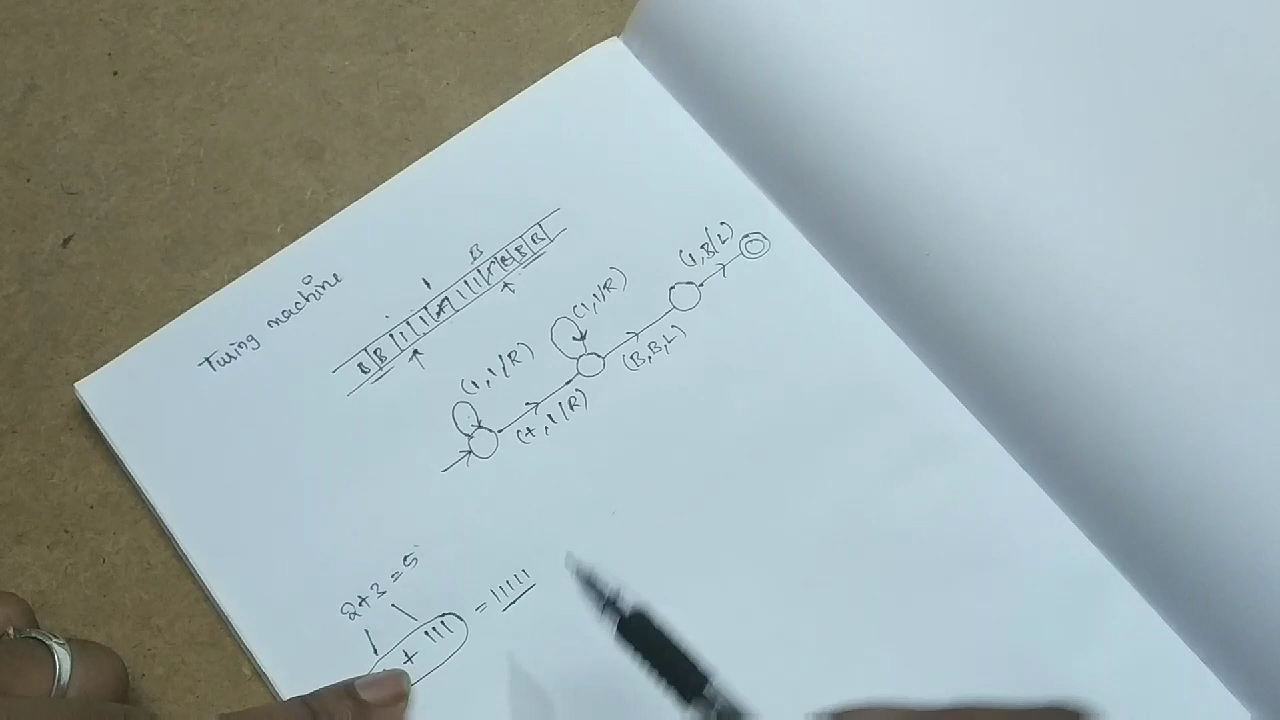 Turing machine
1
B
B|B|1|1|+|1|1|1|B|B|B
(1,1/R)
(+,1/R)
(1,1/R)
(B,B,L)
(1,B/L)
2+3=5
+ 111 = 11111